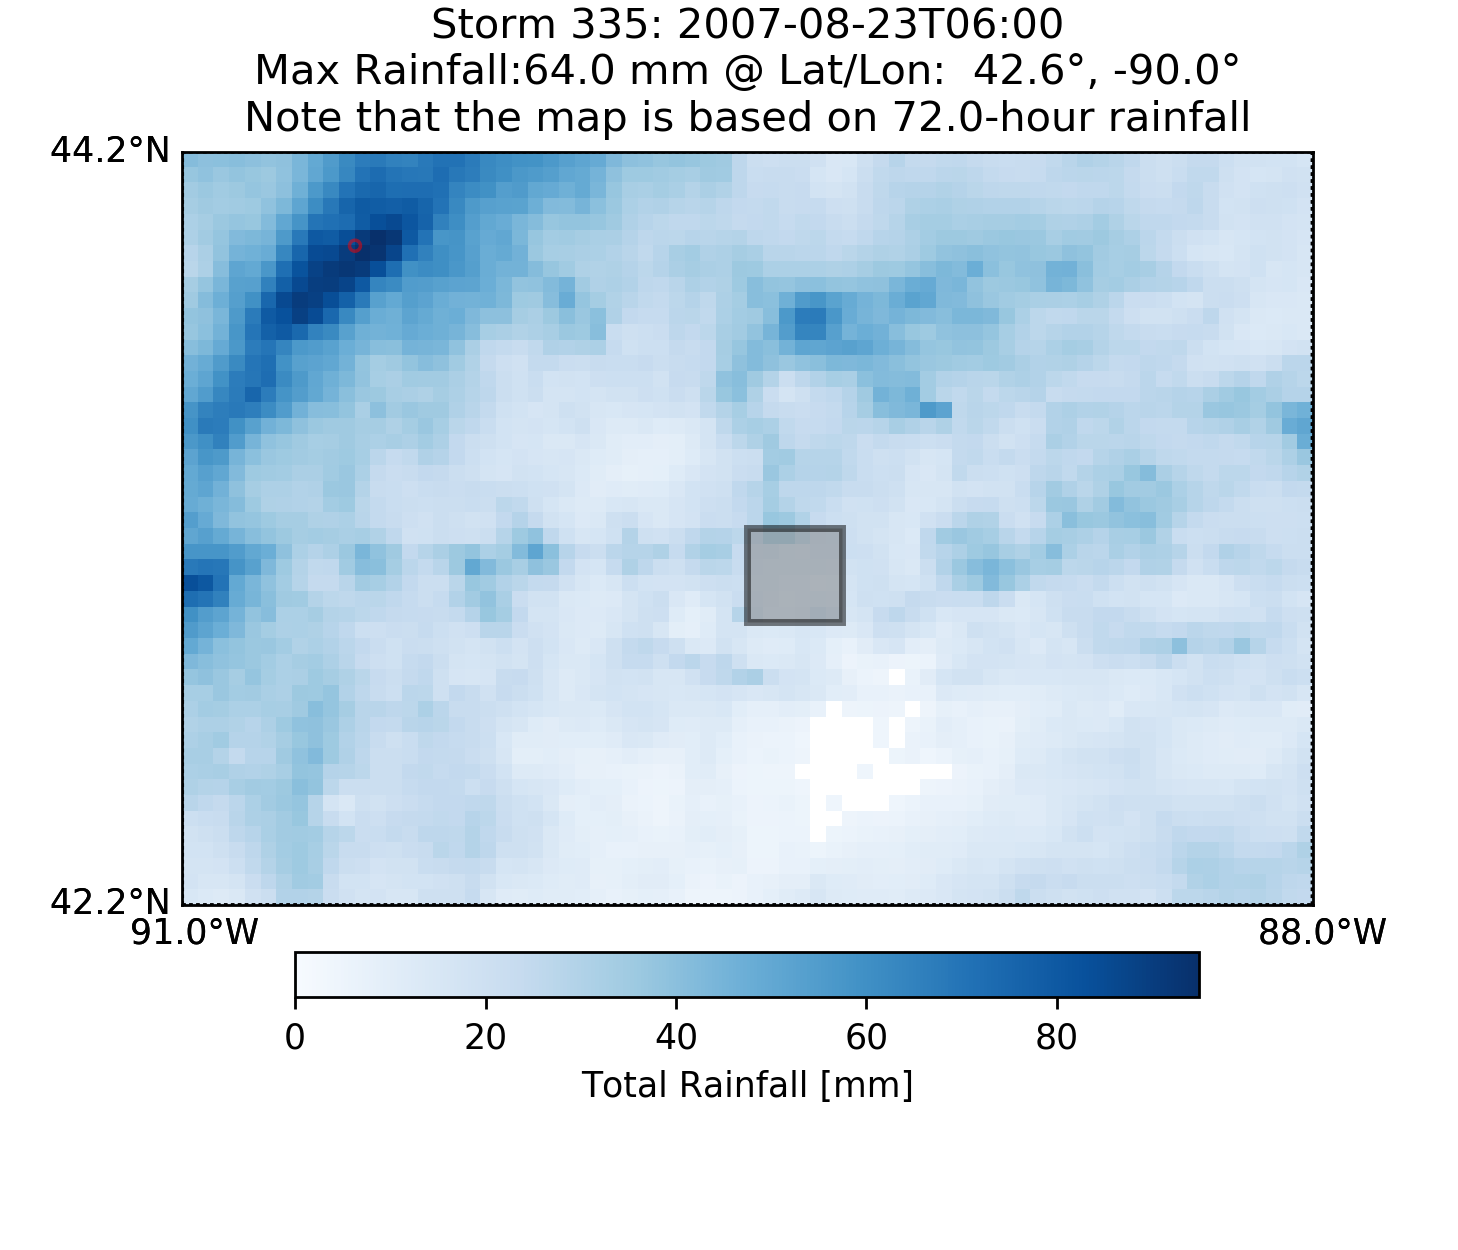 Storm 335: 2007-08-23T06:00
Max Rainfall:64.0 mm @ Lat/Lon:  42.6°, -90.0°
Note that the map is based on 72.0-hour rainfall
44.2°N
42.2°N
91.0°W 88.0°W
0 20 40 60 80
Total Rainfall [mm]